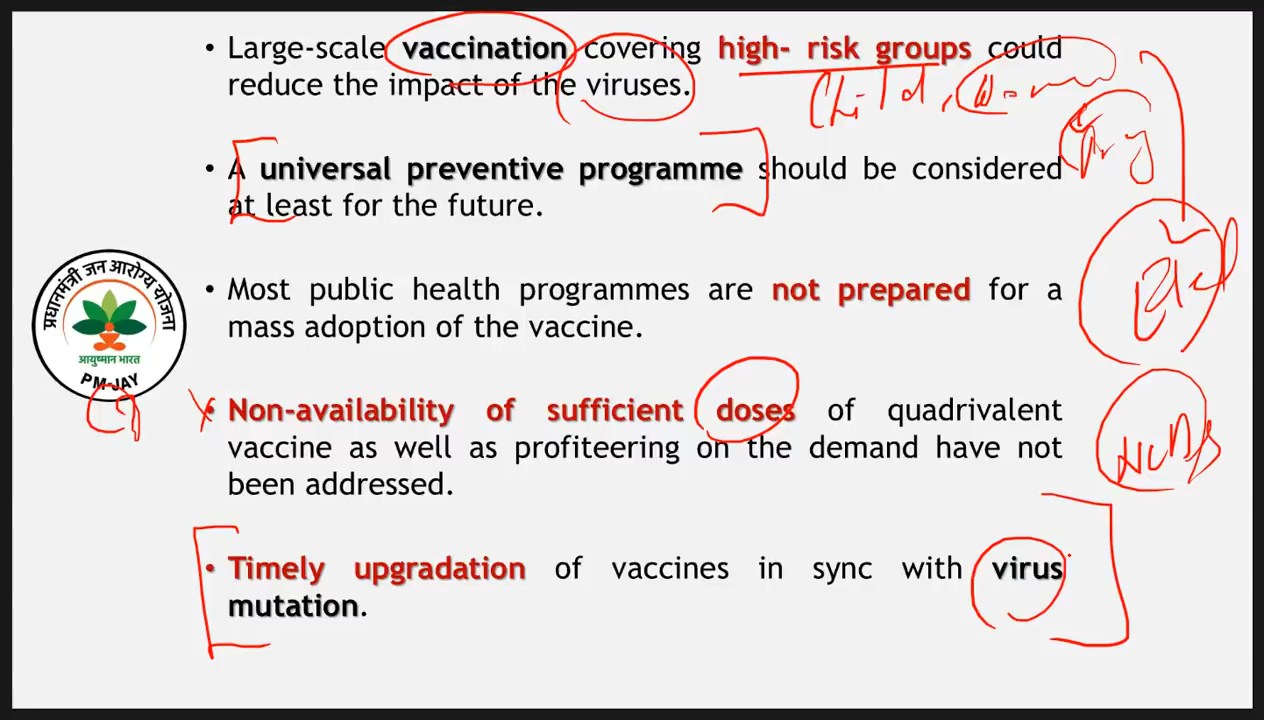 • Large-scale vaccination covering high- risk groups could
reduce the impact of the viruses.
Child,
• A universal preventive programme should be considered
at least for the future.
प्रधानमंत्री जन आरोग्य योजना
आयुष्मान भारत
PM-JAY
• Most public health programmes are not prepared for a
mass adoption of the vaccine.
• Non-availability of sufficient doses of quadrivalent
vaccine as well as profiteering on the demand have not
been addressed.
NCDs
• Timely upgradation of vaccines in sync with virus
mutation.